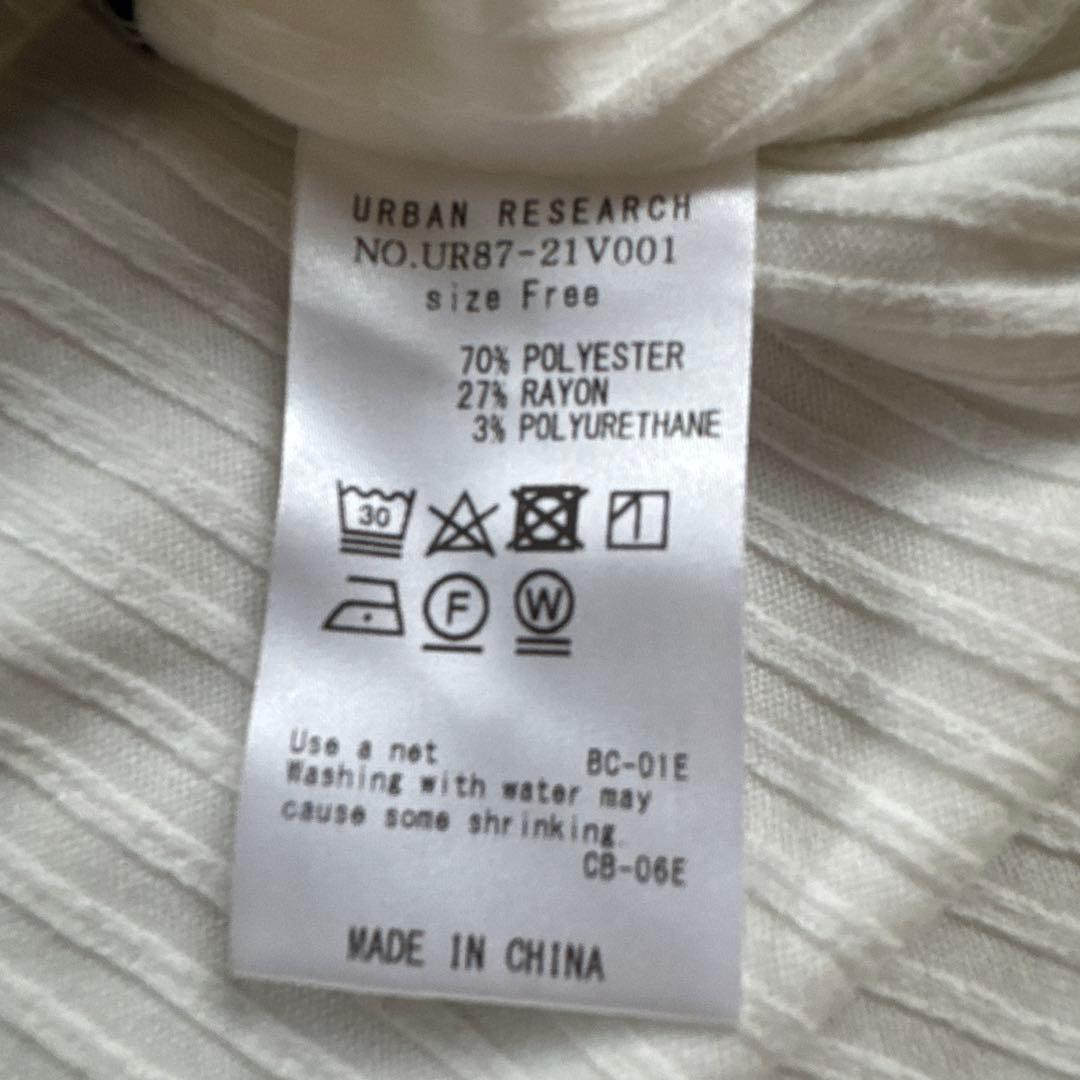 URBAN RESEARCH
NO.UR87-21V001
size Free
70% POLYESTER
27% RAYON
3% POLYURETHANE
30
F W
Use a net BC-01E
Washing with water may
cause some shrinking.
CB-06E
MADE IN CHINA